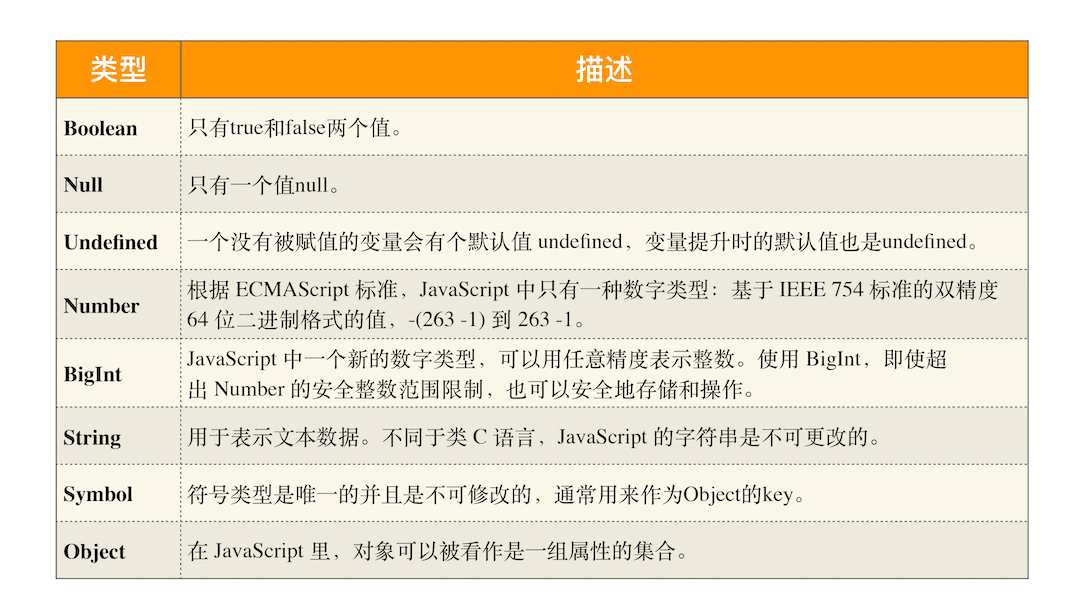 类型 描述
Boolean 只有true和false两个值。
Null 只有一个值null。
Undefined 一个没有被赋值的变量会有个默认值 undefined，变量提升时的默认值也是undefined。
Number 根据 ECMAScript 标准，JavaScript 中只有一种数字类型：基于 IEEE 754 标准的双精度
64 位二进制格式的值，-(263 -1) 到 263 -1。
BigInt JavaScript 中一个新的数字类型，可以用任意精度表示整数。使用 BigInt，即使超
出 Number 的安全整数范围限制，也可以安全地存储和操作。
String 用于表示文本数据。不同于类 C 语言，JavaScript 的字符串是不可更改的。
Symbol 符号类型是唯一的并且是不可修改的，通常用来作为Object的key。
Object 在 JavaScript 里，对象可以被看作是一组属性的集合。